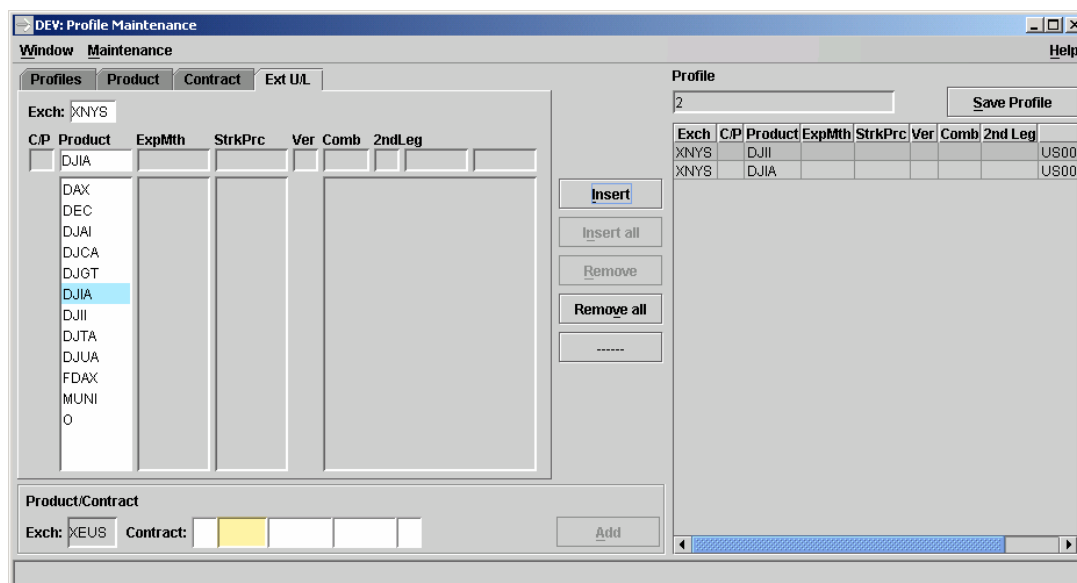 DEV: Profile Maintenance
Window Maintenance Help
Profiles Product Contract Ext U/L
Exch: XNYS
C/P Product ExpMth StrkPrc Ver Comb 2ndLeg
DJIA
DAX
DEC
DJAI
DJCA
DJGT
DJIA
DJII
DJTA
DJUA
FDAX
MUNI
O
Product/Contract
Exch: XEUS Contract: Add
Insert
Insert all
Remove
Remove all
------
Profile
2 Save Profile
Exch C/P Product ExpMth StrkPrc Ver Comb 2nd Leg
XNYS DJII US00
XNYS DJIA US00